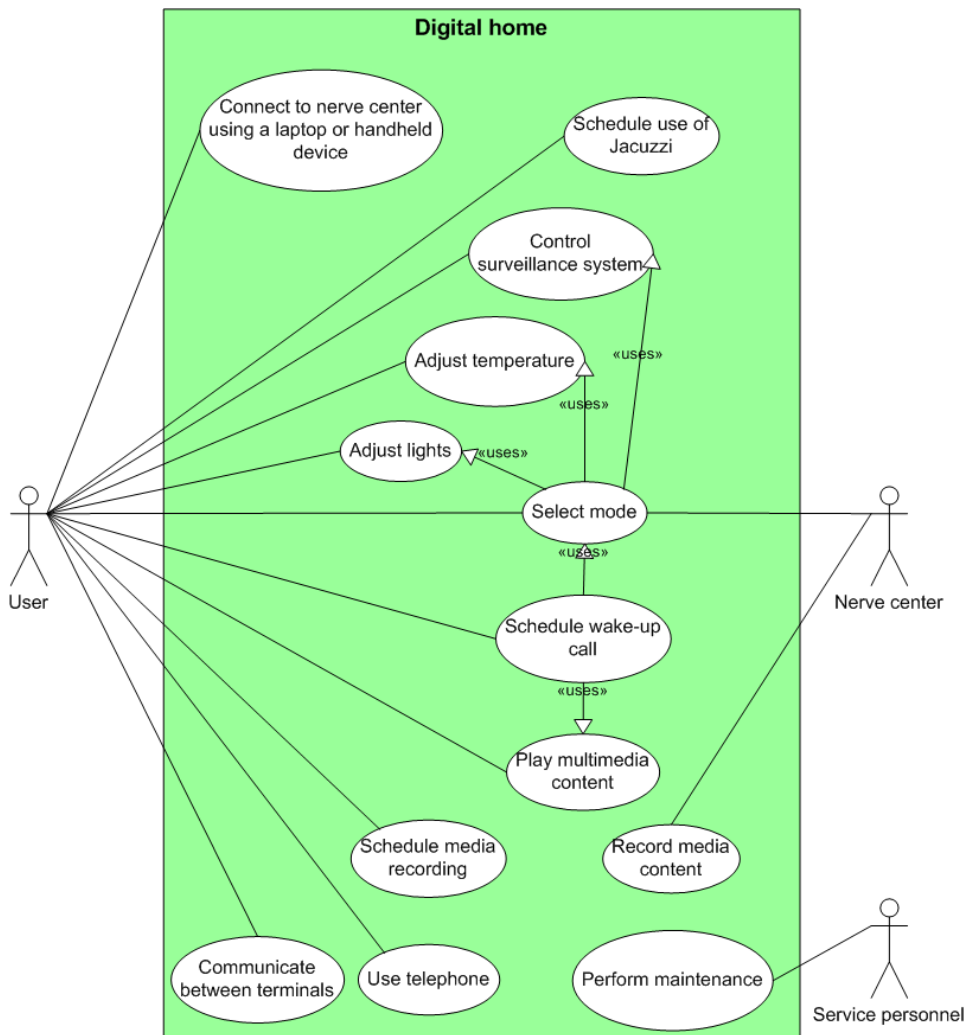 Digital home
Connect to nerve center
using a laptop or handheld
device
Schedule use of
Jacuzzi
Control
surveillance system
«uses»
Adjust temperature
«uses»
Adjust lights
«uses»
Select mode
«uses»
User
Nerve center
Schedule wake-up
call
«uses»
Play multimedia
content
Schedule media
recording
Record media
content
Communicate
between terminals
Use telephone
Perform maintenance
Service personnel